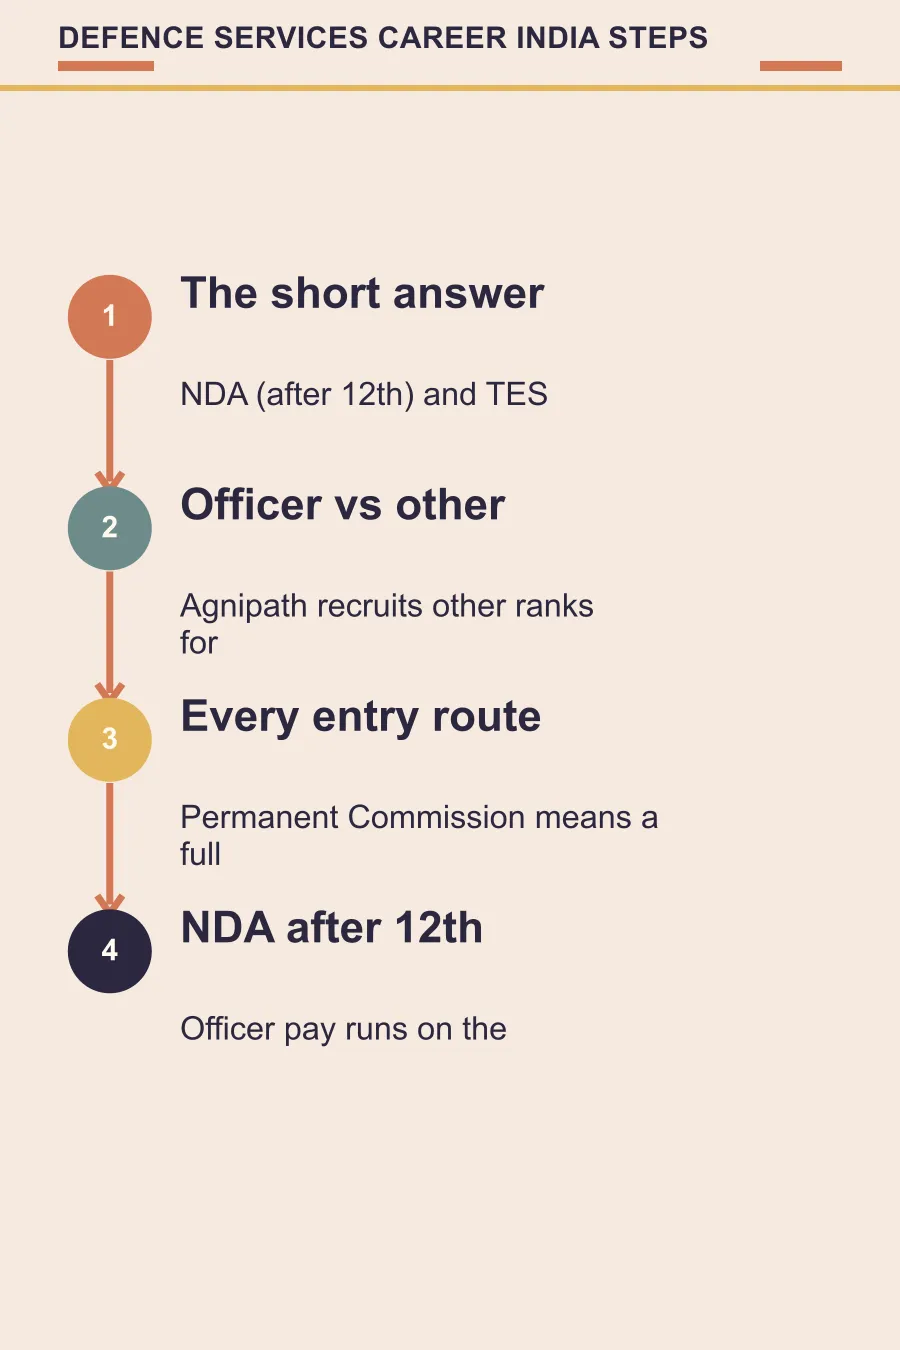 DEFENCE SERVICES CAREER INDIA STEPS
1
The short answer
NDA (after 12th) and TES
2
Officer vs other
Agnipath recruits other ranks
for
3
Every entry route
Permanent Commission means a
full
4
NDA after 12th
Officer pay runs on the